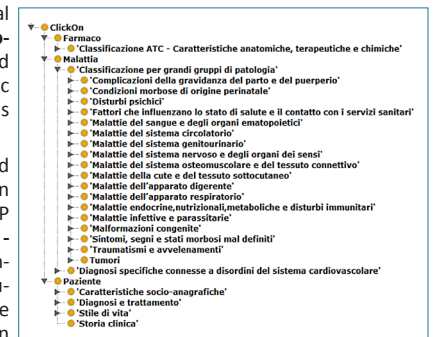 al
o-
d
c
s
d
n
P
-
n-
u-
e
n
ClickOn
Farmaco
'Classificazione ATC - Caratteristiche anatomiche, terapeutiche e chimiche'
Malattia
'Classificazione per grandi gruppi di patologia'
'Complicazioni della gravidanza del parto e del puerperio'
'Condizioni morbose di origine perinatale'
'Disturbi psichici'
'Fattori che influenzano lo stato di salute e il contatto con i servizi sanitari'
'Malattie del sangue e degli organi ematopoietici'
'Malattie del sistema circolatorio'
'Malattie del sistema genitourinario'
'Malattie del sistema nervoso e degli organi dei sensi'
'Malattie del sistema osteomuscolare e del tessuto connettivo'
'Malattie della cute e del tessuto sottocutaneo'
'Malattie dell'apparato digerente'
'Malattie dell'apparato respiratorio'
'Malattie endocrine,nutrizionali,metaboliche e disturbi immunitari'
'Malattie infettive e parassitarie'
'Malformazioni congenite'
'Sintomi, segni e stati morbosi mal definiti'
'Traumatismi e avvelenamenti'
Tumori
'Diagnosi specifiche connesse a disordini del sistema cardiovascolare'
Paziente
'Caratteristiche socio-anagrafiche'
'Diagnosi e trattamento'
'Stile di vita'
'Storia clinica'